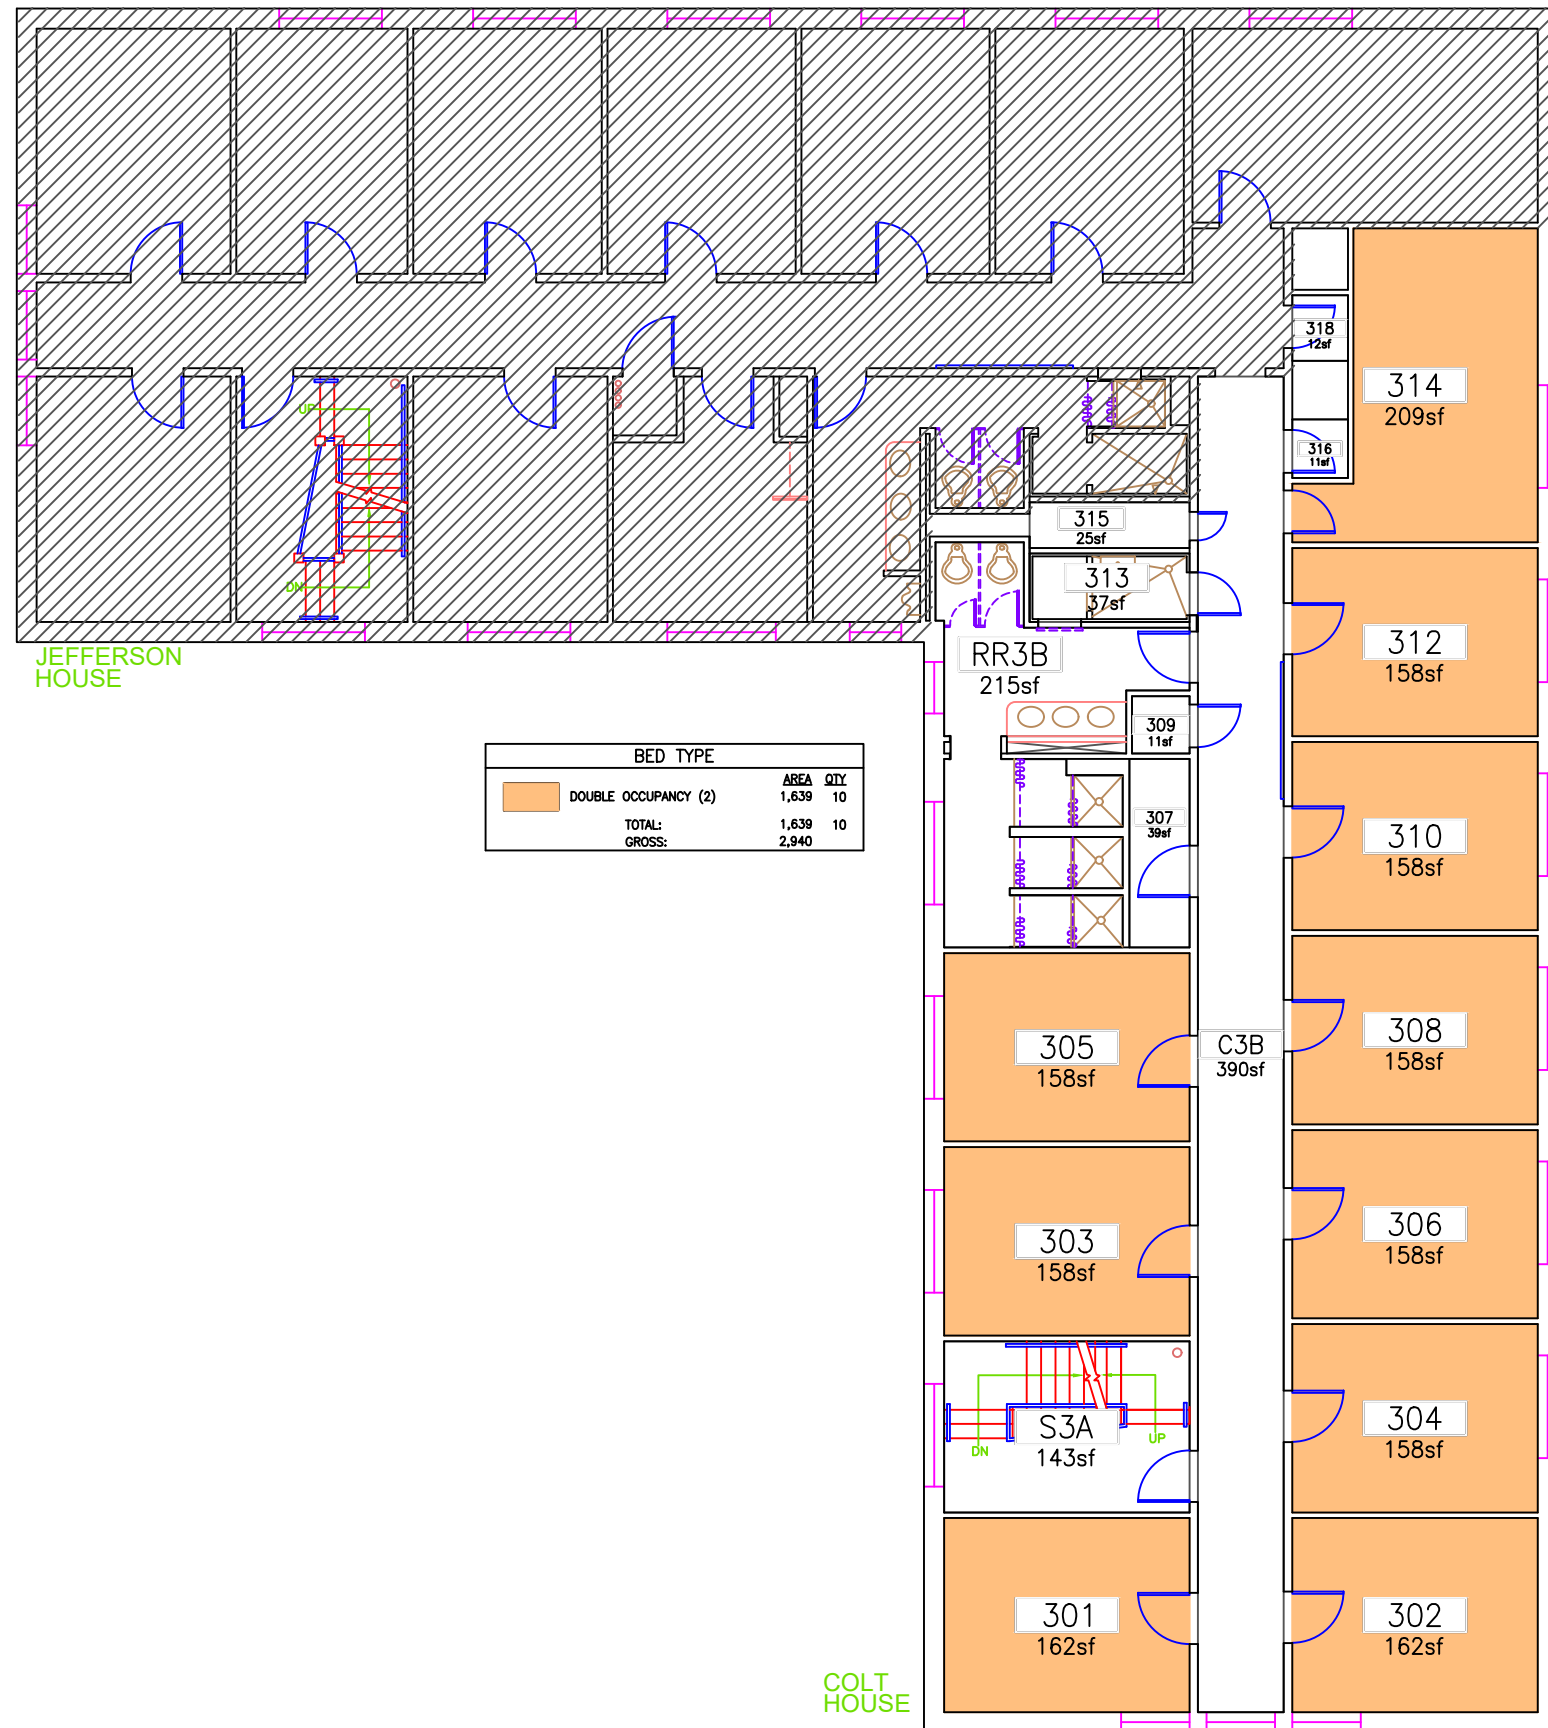 318
12sf
314
209sf
UP
316
11sf
315
25sf
313
37sf
DN
JEFFERSON
HOUSE
RR3B
215sf
312
158sf
309
11sf
BED TYPE
AREA QTY
DOUBLE OCCUPANCY (2) 1,639 10
TOTAL: 1,639 10
GROSS: 2,940
307
39sf
310
158sf
305
158sf
C3B
390sf
308
158sf
303
158sf
306
158sf
S3A
143sf
DN
UP
304
158sf
301
162sf
302
162sf
COLT
HOUSE